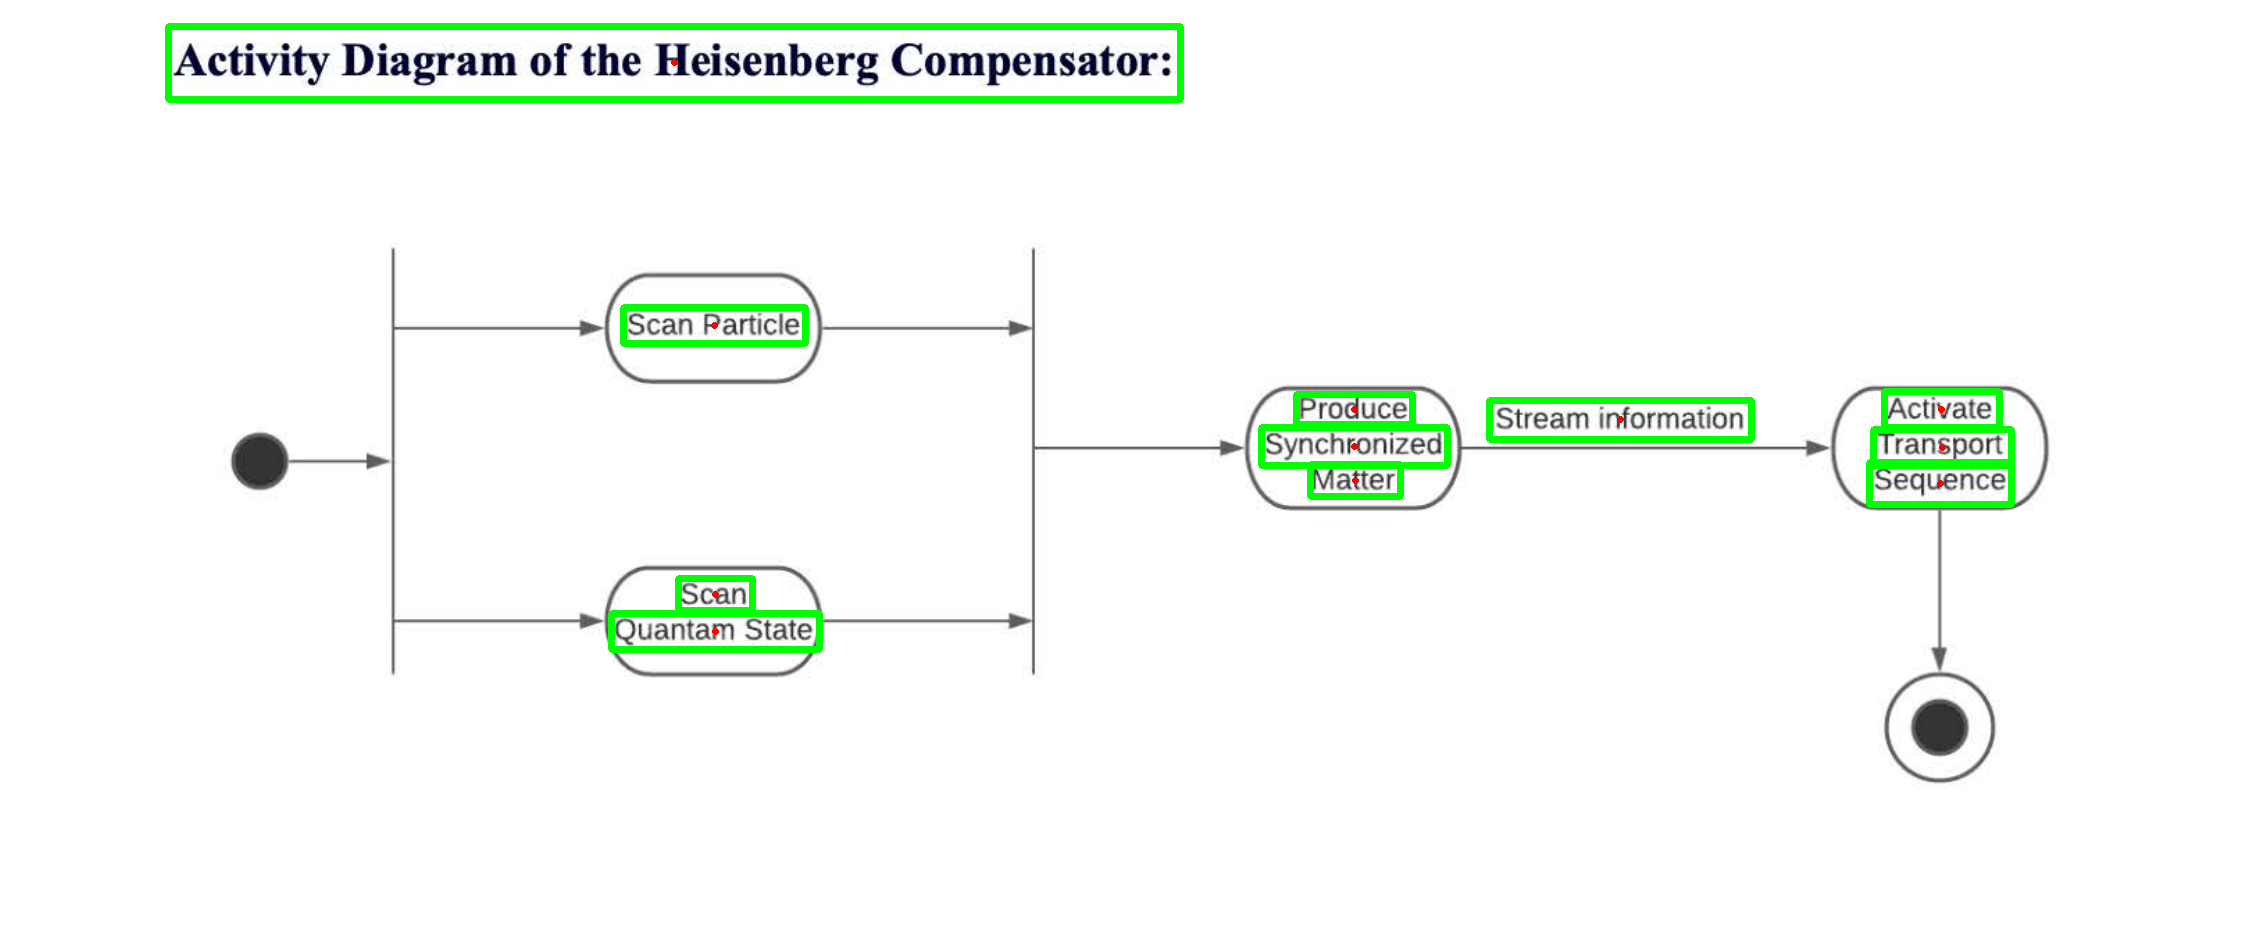 Activity Diagram of the Heisenberg Compensator:
Scan Particle
Scan
Quantam State
Produce
Synchronized
Matter
Stream information
Activate
Transport
Sequence